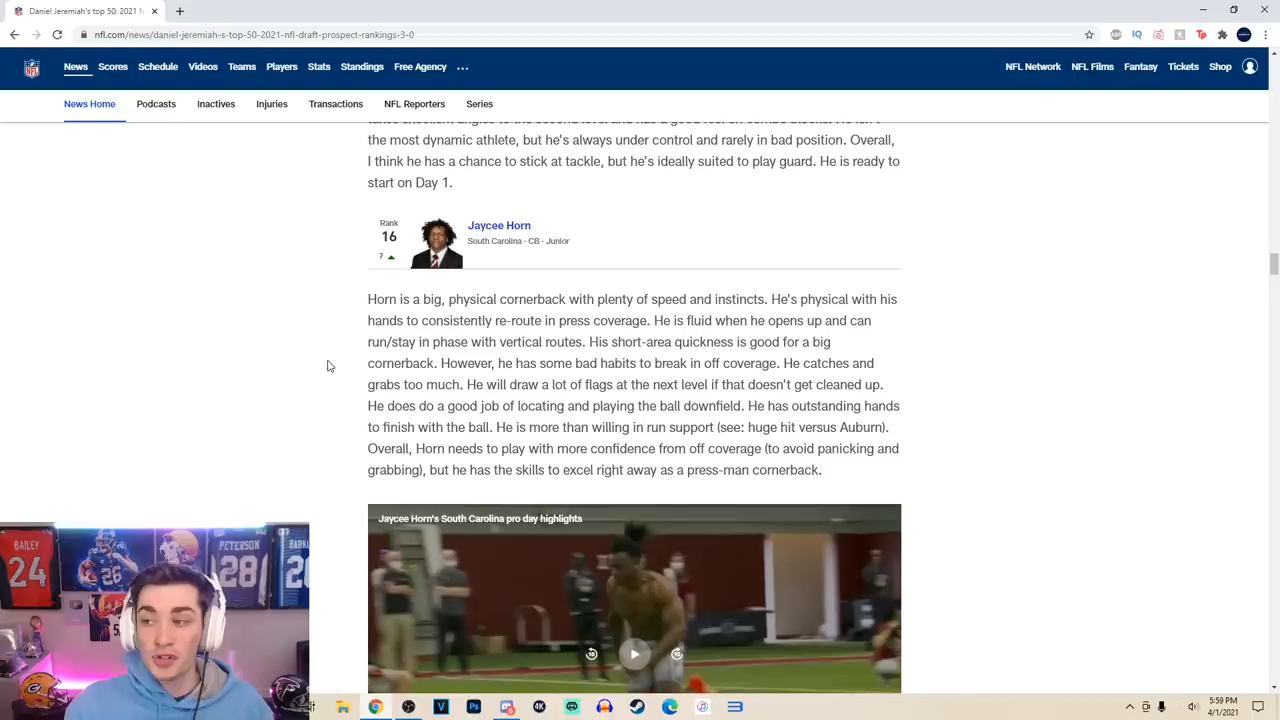 Daniel Jeremiah's top 50: 2021 N
nfl.com/news/daniel-jeremiah-s-top-50-2021-nfl-draft-prospect-rankings-3-0
News Scores Schedule Videos Teams Players Stats Standings Free Agency ... NFL Network NFL Films Fantasy Tickets Shop
News Home Podcasts Inactives Injuries Transactions NFL Reporters Series
the most dynamic athlete, but he's always under control and rarely in bad position. Overall,
I think he has a chance to stick at tackle, but he's ideally suited to play guard. He is ready to
start on Day 1.
Rank
16
7
Jaycee Horn
South Carolina · CB · Junior
Horn is a big, physical cornerback with plenty of speed and instincts. He's physical with his
hands to consistently re-route in press coverage. He is fluid when he opens up and can
run/stay in phase with vertical routes. His short-area quickness is good for a big
cornerback. However, he has some bad habits to break in off coverage. He catches and
grabs too much. He will draw a lot of flags at the next level if that doesn't get cleaned up.
He does do a good job of locating and playing the ball downfield. He has outstanding hands
to finish with the ball. He is more than willing in run support (see: huge hit versus Auburn).
Overall, Horn needs to play with more confidence from off coverage (to avoid panicking and
grabbing), but he has the skills to excel right away as a press-man cornerback.
Jaycee Horn's South Carolina pro day highlights
BAILEY
24
26
PETERSON
28
10 10
5:59 PM
4/1/2021